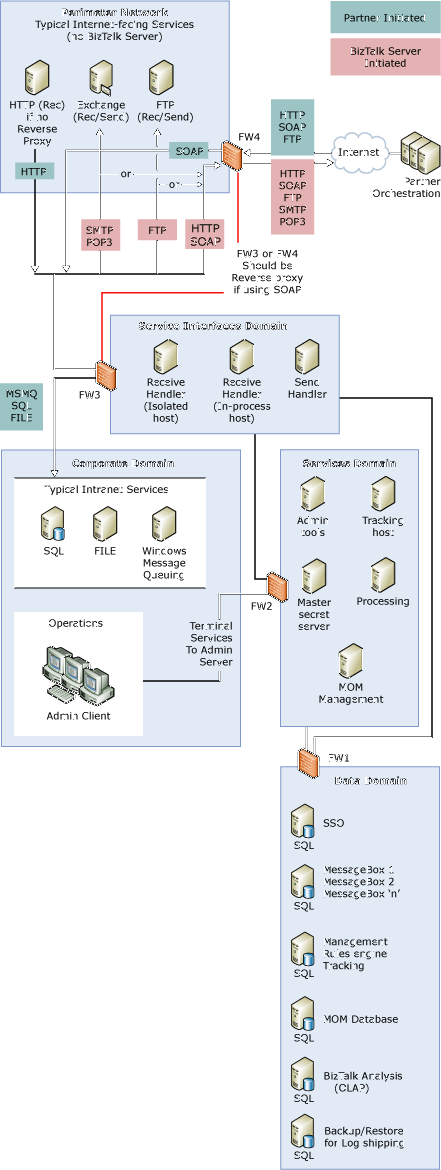 Perimeter Network
Typical Internet-facing Services
(no BizTalk Server)
Partner Initiated
BizTalk Server
Initiated
HTTP (Rec)
if no
Reverse
Proxy
Exchange
(Rec/Send)
FTP
(Rec/Send)
HTTP
SOAP
FW4
HTTP
SOAP
FTP
Internet
HTTP
SOAP
FTP
SMTP
POP3
Partner
Orchestration
or
or
SMTP
POP3
FTP
HTTP
SOAP
FW3 or FW4
Should be
Reverse proxy
if using SOAP
Service Interfaces Domain
FW3
Receive
Handler
(Isolated
host)
Receive
Handler
(In-process
host)
Send
Handler
MSMQ
SQL
FILE
Corporate Domain
Typical Intranet Services
SQL
FILE
Windows
Message
Queuing
Operations
Admin Client
Terminal
Services
To Admin
Server
FW2
Services Domain
Admin
tools
Tracking
host
Master
secret
server
Processing
MOM
Management
FW1
Data Domain
SSO
SQL
MessageBox 1
MessageBox 2
MessageBox 'n'
SQL
Management
Rules engine
Tracking
SQL
MOM Database
SQL
BizTalk Analysis
(OLAP)
SQL
Backup/Restore
for Log shipping
SQL